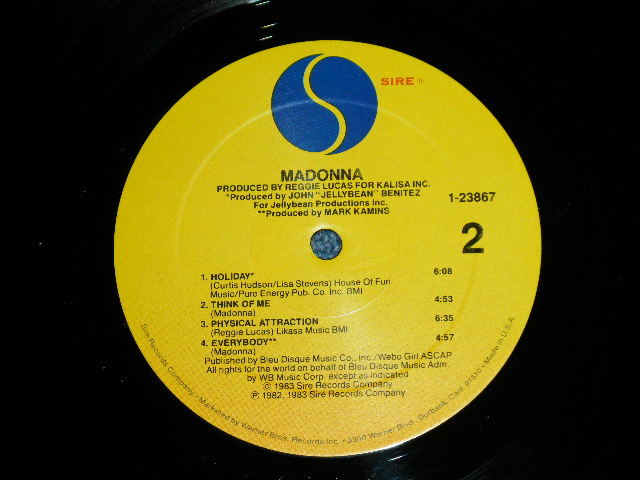 SIRE ®
MADONNA
PRODUCED BY REGGIE LUCAS FOR KALISA INC.
*Produced by JOHN "JELLYBEAN" BENITEZ
For Jellybean Productions Inc.
**Produced by MARK KAMINS
1-23867
2
1. HOLIDAY* 6:08
(Curtis Hudson/Lisa Stevens) House Of Fun
Music/Pure Energy Pub. Co. Inc. BMI
2. THINK OF ME 4:53
(Madonna)
3. PHYSICAL ATTRACTION 6:35
(Reggie Lucas) Likasa Music BMI
4. EVERYBODY** 4:57
(Madonna)
Published by Bleu Disque Music Co., Inc./Webo Girl ASCAP
All rights for the world on behalf of Bleu Disque Music Adm.
by WB Music Corp. except as indicated
© 1983 Sire Records Company
℗ 1982, 1983 Sire Records Company
Sire Records Company • Marketed by Warner Bros. Records Inc. • 3300 Warner Blvd., Burbank, Calif. 91510 • Made in U.S.A.